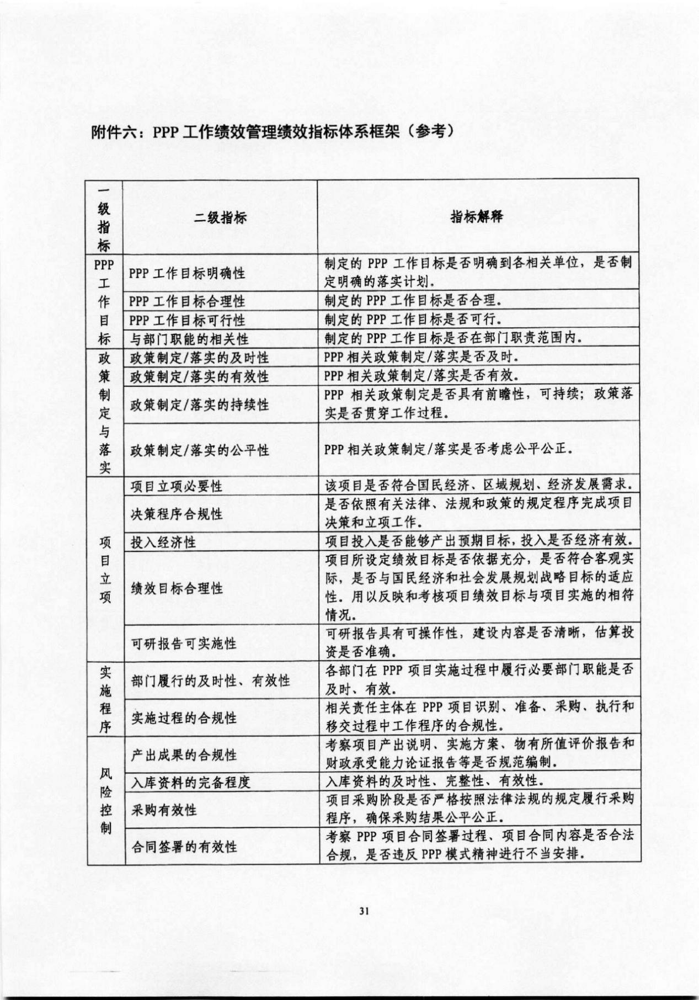 附件六：PPP 工作绩效管理绩效指标体系框架（参考）
一级指标
二级指标
指标解释
PPP 工作目标
PPP 工作目标明确性
制定的 PPP 工作目标是否明确到各相关单位，是否制
定明确的落实计划。
PPP 工作目标合理性
制定的 PPP 工作目标是否合理。
PPP 工作目标可行性
制定的 PPP 工作目标是否可行。
与部门职能的相关性
制定的 PPP 工作目标是否在部门职责范围内。
政策制定与落实
政策制定/落实的及时性
PPP 相关政策制定/落实是否及时。
政策制定/落实的有效性
PPP 相关政策制定/落实是否有效。
政策制定/落实的持续性
PPP 相关政策制定是否具有前瞻性，可持续；政策落
实是否贯穿工作过程。
政策制定/落实的公平性
PPP 相关政策制定/落实是否考虑公平公正。
项目立项
项目立项必要性
该项目是否符合国民经济、区域规划、经济发展需求。
决策程序合规性
是否依照有关法律、法规和政策的规定程序完成项目
决策和立项工作。
投入经济性
项目投入是否能够产出预期目标，投入是否经济有效。
绩效目标合理性
项目所设定绩效目标是否依据充分，是否符合客观实
际，是否与国民经济和社会发展规划战略目标的适应
性。用以反映和考核项目绩效目标与项目实施的相符
情况。
可研报告可实施性
可研报告具有可操作性，建设内容是否清晰，估算投
资是否准确。
实施程序
部门履行的及时性、有效性
各部门在 PPP 项目实施过程中履行必要部门职能是否
及时、有效。
实施过程的合规性
相关责任主体在 PPP 项目识别、准备、采购、执行和
移交过程中工作程序的合规性。
风险控制
产出成果的合规性
考察项目产出说明、实施方案、物有所值评价报告和
财政承受能力论证报告等是否规范编制。
入库资料的完备程度
入库资料的及时性、完整性、有效性。
采购有效性
项目采购阶段是否严格按照法律法规的规定履行采购
程序，确保采购结果公平公正。
合同签署的有效性
考察 PPP 项目合同签署过程、项目合同内容是否合法
合规，是否违反 PPP 模式精神进行不当安排。
31